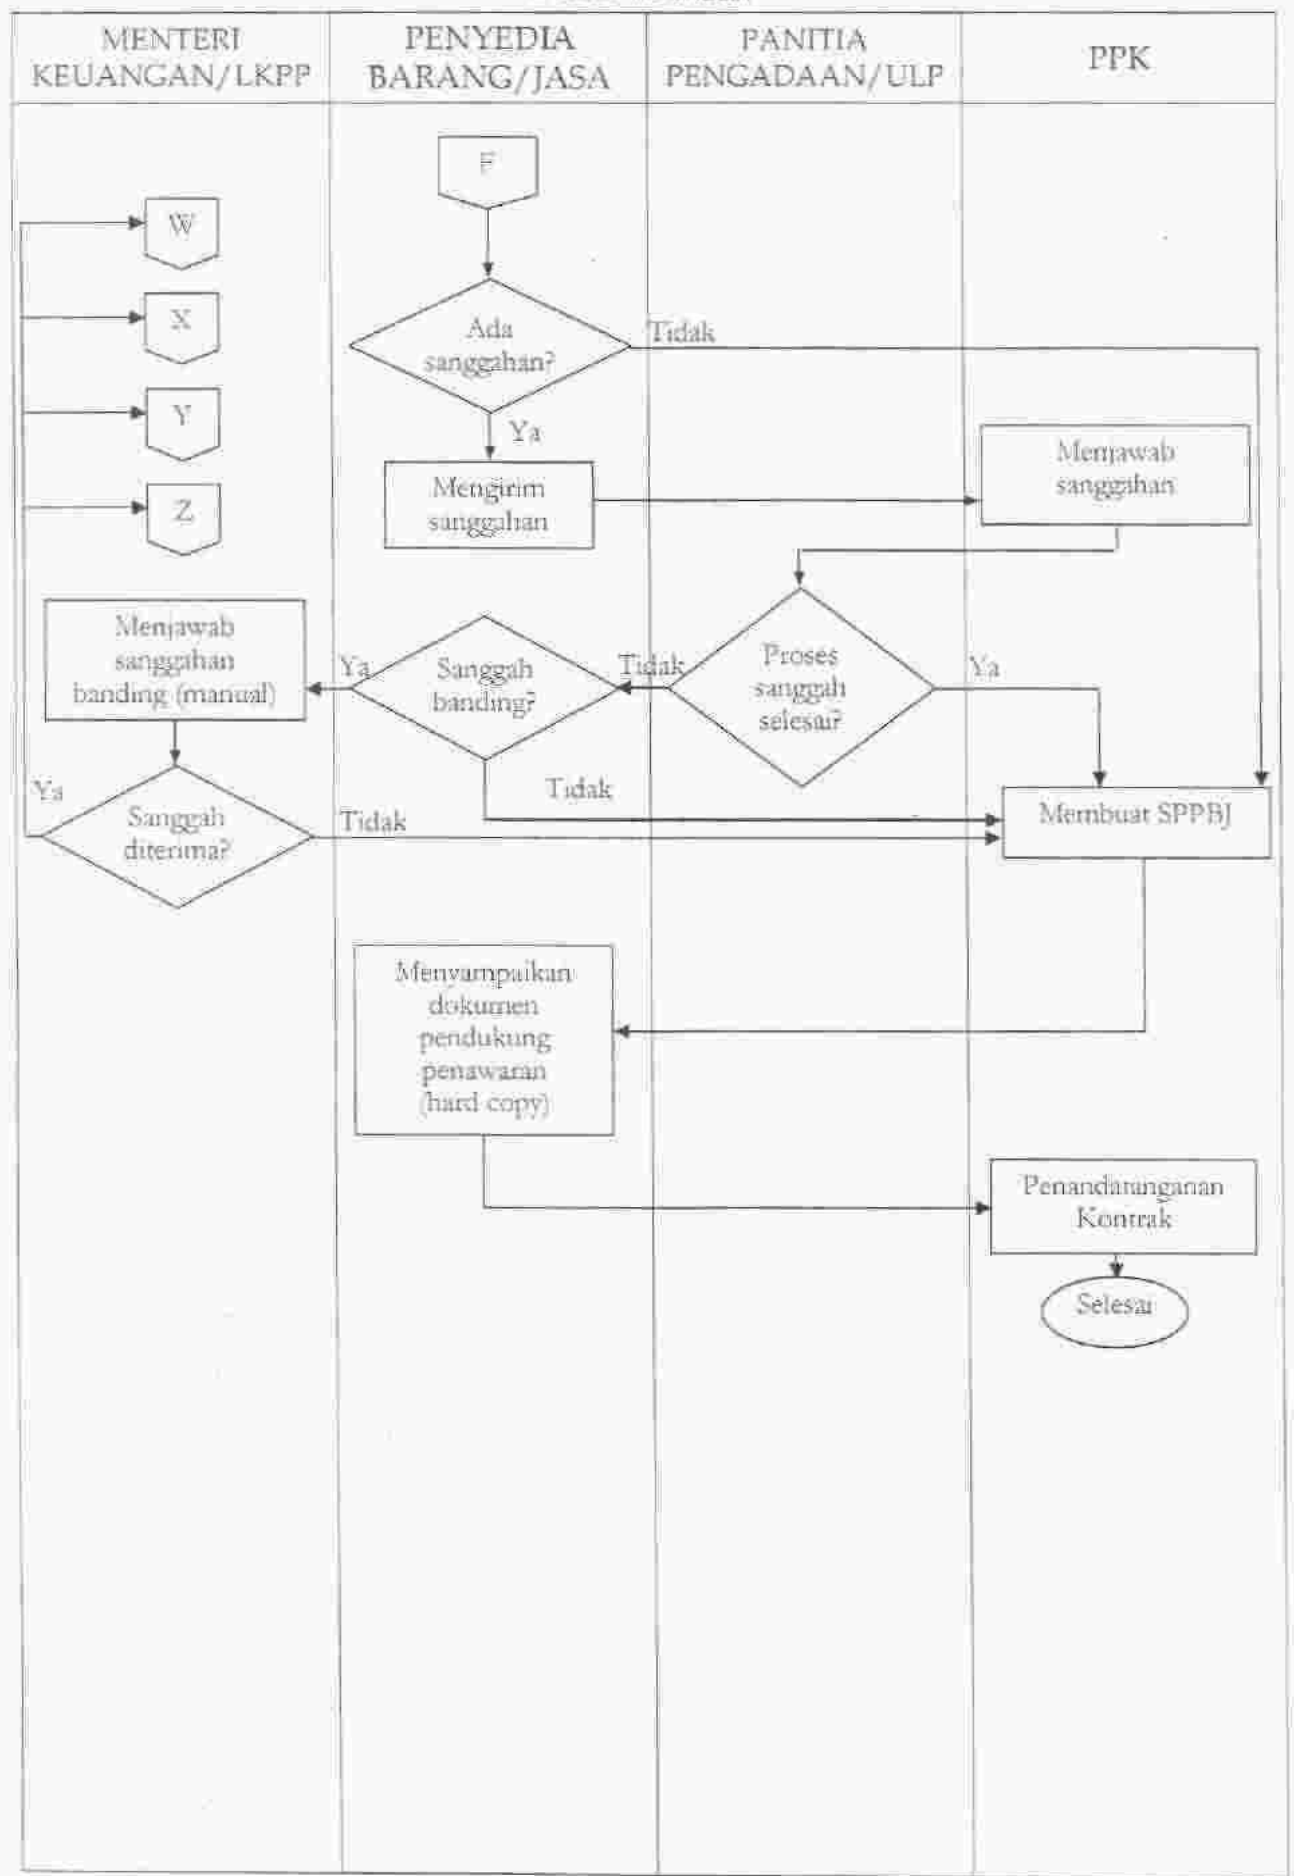 MENTERI
KEUANGAN/LKPP
PENYEDIA
BARANG/JASA
PANITIA
PENGADAAN/ULP
PPK
F
W
X
Y
Z
Ada
sanggahan?
Tidak
Ya
Mengirim
sanggahan
Menjawab
sanggahan
Menjawab
sanggahan
banding (manual)
Ya
Sanggah
banding?
Tidak
Proses
sanggah
selesai?
Ya
Tidak
Ya
Sanggah
diterima?
Tidak
Membuat SPPBJ
Menyampaikan
dokumen
pendukung
penawaran
(hard copy)
Penandatanganan
Kontrak
Selesai